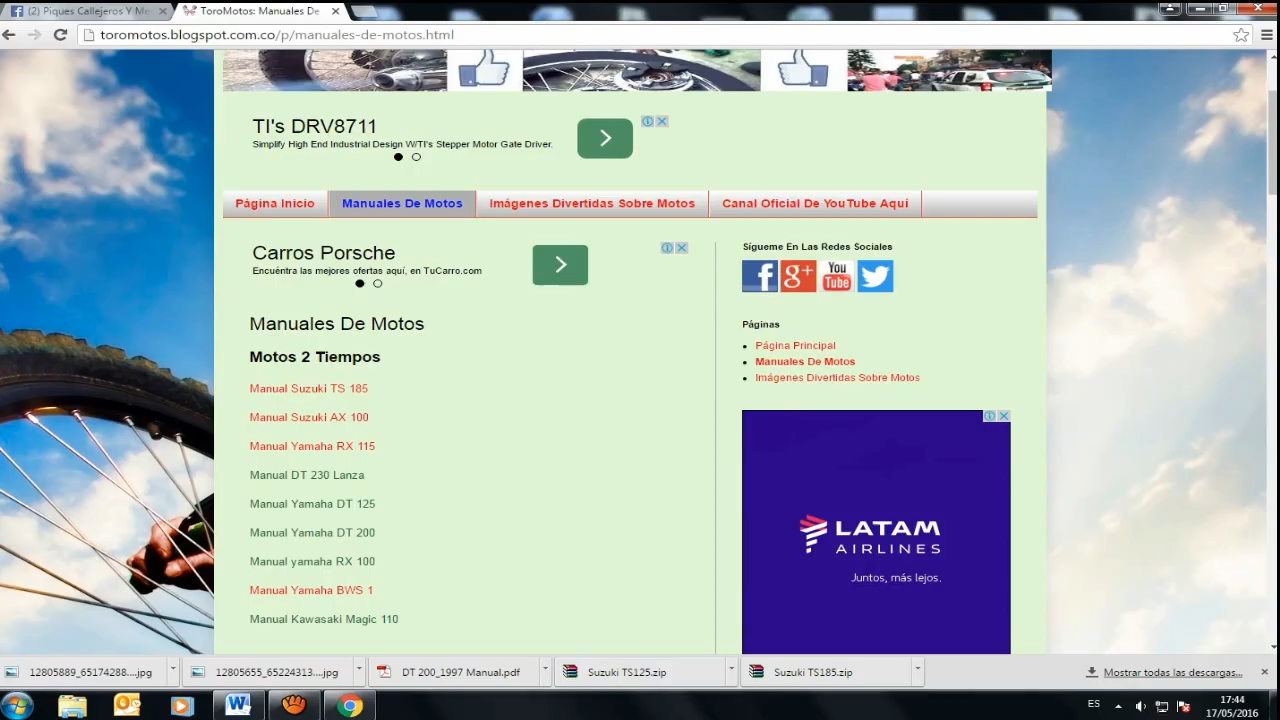 (2) Piques Callejeros Y Me
ToroMotos: Manuales De
toromotos.blogspot.com.co/p/manuales-de-motos.html
TI's DRV8711
Simplify High End Industrial Design W/TI's Stepper Motor Gate Driver.
Página Inicio
Manuales De Motos
Imágenes Divertidas Sobre Motos
Canal Oficial De YouTube Aquí
Carros Porsche
Encuéntra las mejores ofertas aquí, en TuCarro.com
Manuales De Motos
Motos 2 Tiempos
Manual Suzuki TS 185
Manual Suzuki AX 100
Manual Yamaha RX 115
Manual DT 230 Lanza
Manual Yamaha DT 125
Manual Yamaha DT 200
Manual yamaha RX 100
Manual Yamaha BWS 1
Manual Kawasaki Magic 110
Sígueme En Las Redes Sociales
f g+ You Tube
Páginas
Página Principal
Manuales De Motos
Imágenes Divertidas Sobre Motos
LATAM
AIRLINES
Juntos, más lejos.
12805889_65174288....jpg
12805655_65224313....jpg
DT 200_1997 Manual.pdf
Suzuki TS125.zip
Suzuki TS185.zip
Mostrar todas las descargas...
ES
17:44
17/05/2016